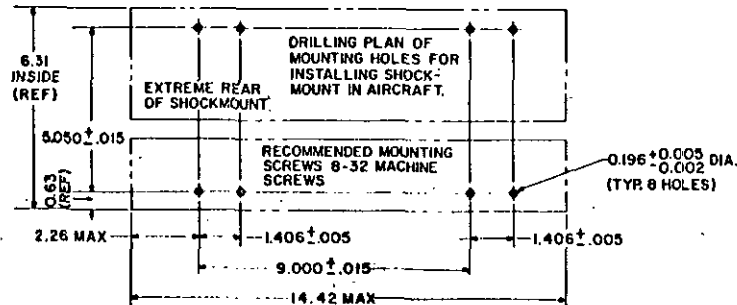 6.31
INSIDE
(REF)
DRILLING PLAN OF
MOUNTING HOLES FOR
INSTALLING SHOCK-
MOUNT IN AIRCRAFT.
EXTREME REAR
OF SHOCKMOUNT
5.050±.015
RECOMMENDED MOUNTING
SCREWS 8-32 MACHINE
SCREWS
0.196 +0.005 -0.002 DIA.
(TYP. 8 HOLES)
0.63
(REF)
2.26 MAX
1.406±.005
1.406±.005
9.000±.015
14.42 MAX